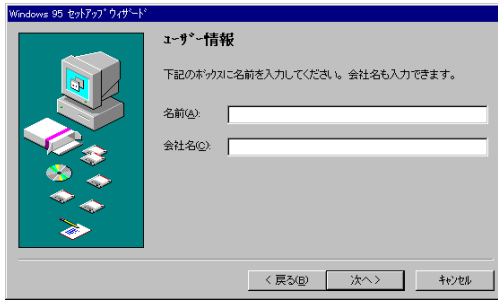 Windows 95 ｾｯﾄｱｯﾌﾟ ｳｨｻﾞｰﾄﾞ
ﾕｰｻﾞｰ情報
下記のﾎﾞｯｸｽに名前を入力してください。会社名も入力できます。
名前(A):
会社名(C):
< 戻る(B)
次へ >
ｷｬﾝｾﾙ